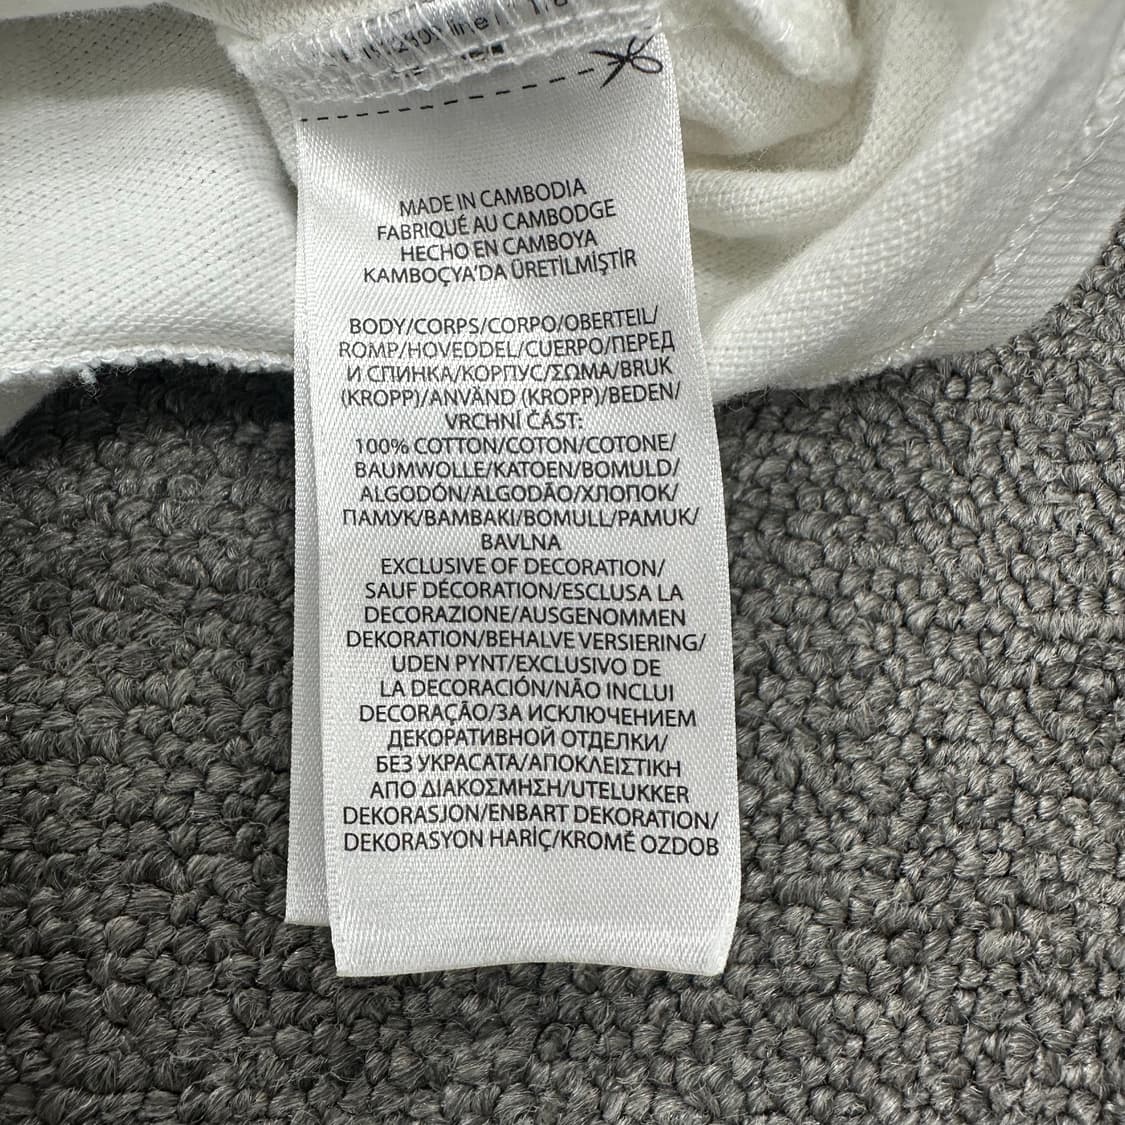 MADE IN CAMBODIA
FABRIQUÉ AU CAMBODGE
HECHO EN CAMBOYA
KAMBOÇYA'DA ÜRETİLMİŞTİR
BODY/CORPS/CORPO/OBERTEIL/
ROMP/HOVEDDEL/CUERPO/ПЕРЕД
И СПИНКА/КОРПУС/ΣΩΜΑ/BRUK
(KROPP)/ANVÄND (KROPP)/BEDEN/
VRCHNÍ ČÁST:
100% COTTON/COTON/COTONE/
BAUMWOLLE/KATOEN/BOMULD/
ALGODÓN/ALGODÃO/ХЛОПОК/
ПАМУК/ΒΑΜΒΑΚΙ/BOMULL/PAMUK/
BAVLNA
EXCLUSIVE OF DECORATION/
SAUF DÉCORATION/ESCLUSA LA
DECORAZIONE/AUSGENOMMEN
DEKORATION/BEHALVE VERSIERING/
UDEN PYNT/EXCLUSIVO DE
LA DECORACIÓN/NÃO INCLUI
DECORAÇÃO/ЗА ИСКЛЮЧЕНИЕМ
ДЕКОРАТИВНОЙ ОТДЕЛКИ/
БЕЗ УКРАСАТА/ΑΠΟΚΛΕΙΣΤΙΚΗ
ΑΠΟ ΔΙΑΚΟΣΜΗΣΗ/UTELUKKER
DEKORASJON/ENBART DEKORATION/
DEKORASYON HARİÇ/KROMĚ OZDOB